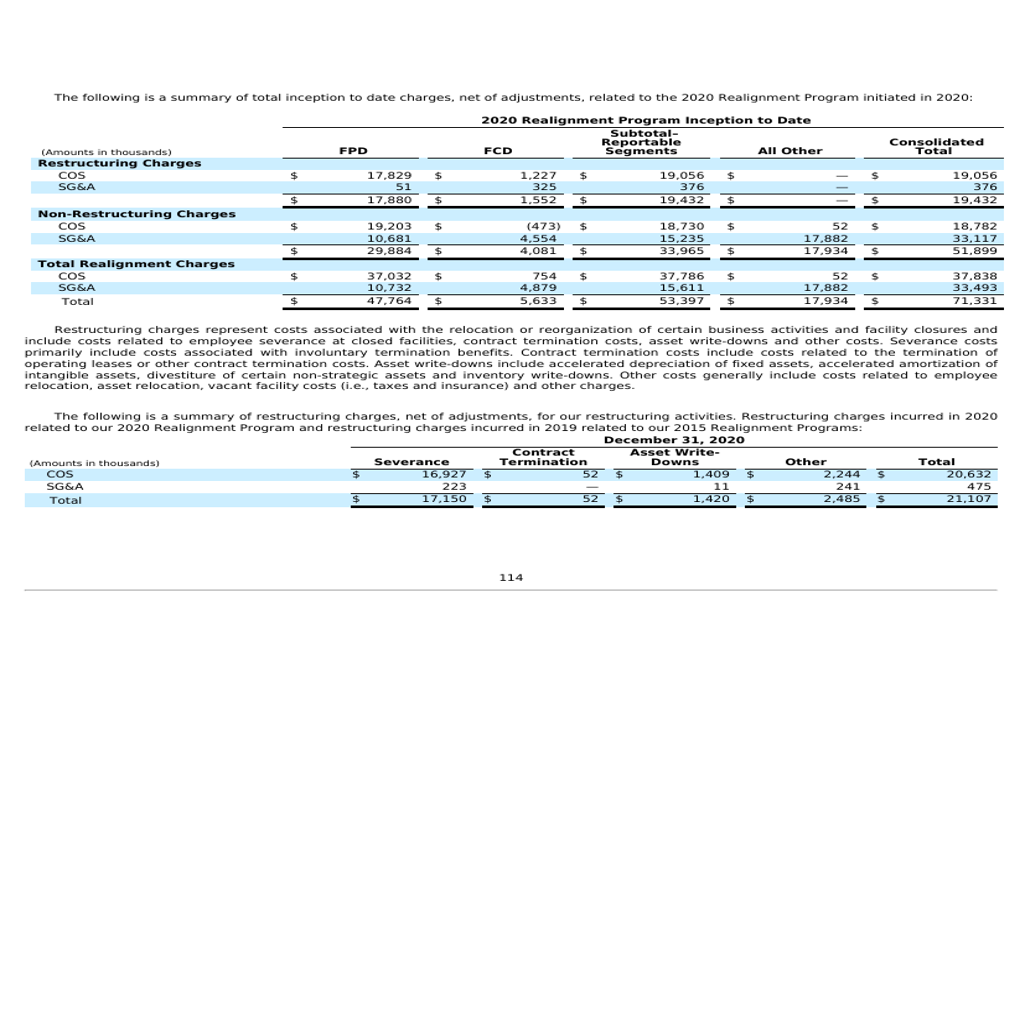 The following is a summary of total inception to date charges, net of adjustments, related to the 2020 Realignment Program initiated in 2020:
2020 Realignment Program Inception to Date
(Amounts in thousands) FPD FCD Subtotal–Reportable Segments All Other Consolidated Total
Restructuring Charges
COS $ 17,829 $ 1,227 $ 19,056 $ — $ 19,056
SG&A 51 325 376 — 376
$ 17,880 $ 1,552 $ 19,432 $ — $ 19,432
Non-Restructuring Charges
COS $ 19,203 $ (473) $ 18,730 $ 52 $ 18,782
SG&A 10,681 4,554 15,235 17,882 33,117
$ 29,884 $ 4,081 $ 33,965 $ 17,934 $ 51,899
Total Realignment Charges
COS $ 37,032 $ 754 $ 37,786 $ 52 $ 37,838
SG&A 10,732 4,879 15,611 17,882 33,493
Total $ 47,764 $ 5,633 $ 53,397 $ 17,934 $ 71,331
Restructuring charges represent costs associated with the relocation or reorganization of certain business activities and facility closures and
include costs related to employee severance at closed facilities, contract termination costs, asset write-downs and other costs. Severance costs
primarily include costs associated with involuntary termination benefits. Contract termination costs include costs related to the termination of
operating leases or other contract termination costs. Asset write-downs include accelerated depreciation of fixed assets, accelerated amortization of
intangible assets, divestiture of certain non-strategic assets and inventory write-downs. Other costs generally include costs related to employee
relocation, asset relocation, vacant facility costs (i.e., taxes and insurance) and other charges.
The following is a summary of restructuring charges, net of adjustments, for our restructuring activities. Restructuring charges incurred in 2020
related to our 2020 Realignment Program and restructuring charges incurred in 2019 related to our 2015 Realignment Programs:
December 31, 2020
(Amounts in thousands) Severance Contract Termination Asset Write-Downs Other Total
COS $ 16,927 $ 52 $ 1,409 $ 2,244 $ 20,632
SG&A 223 — 11 241 475
Total $ 17,150 $ 52 $ 1,420 $ 2,485 $ 21,107
114